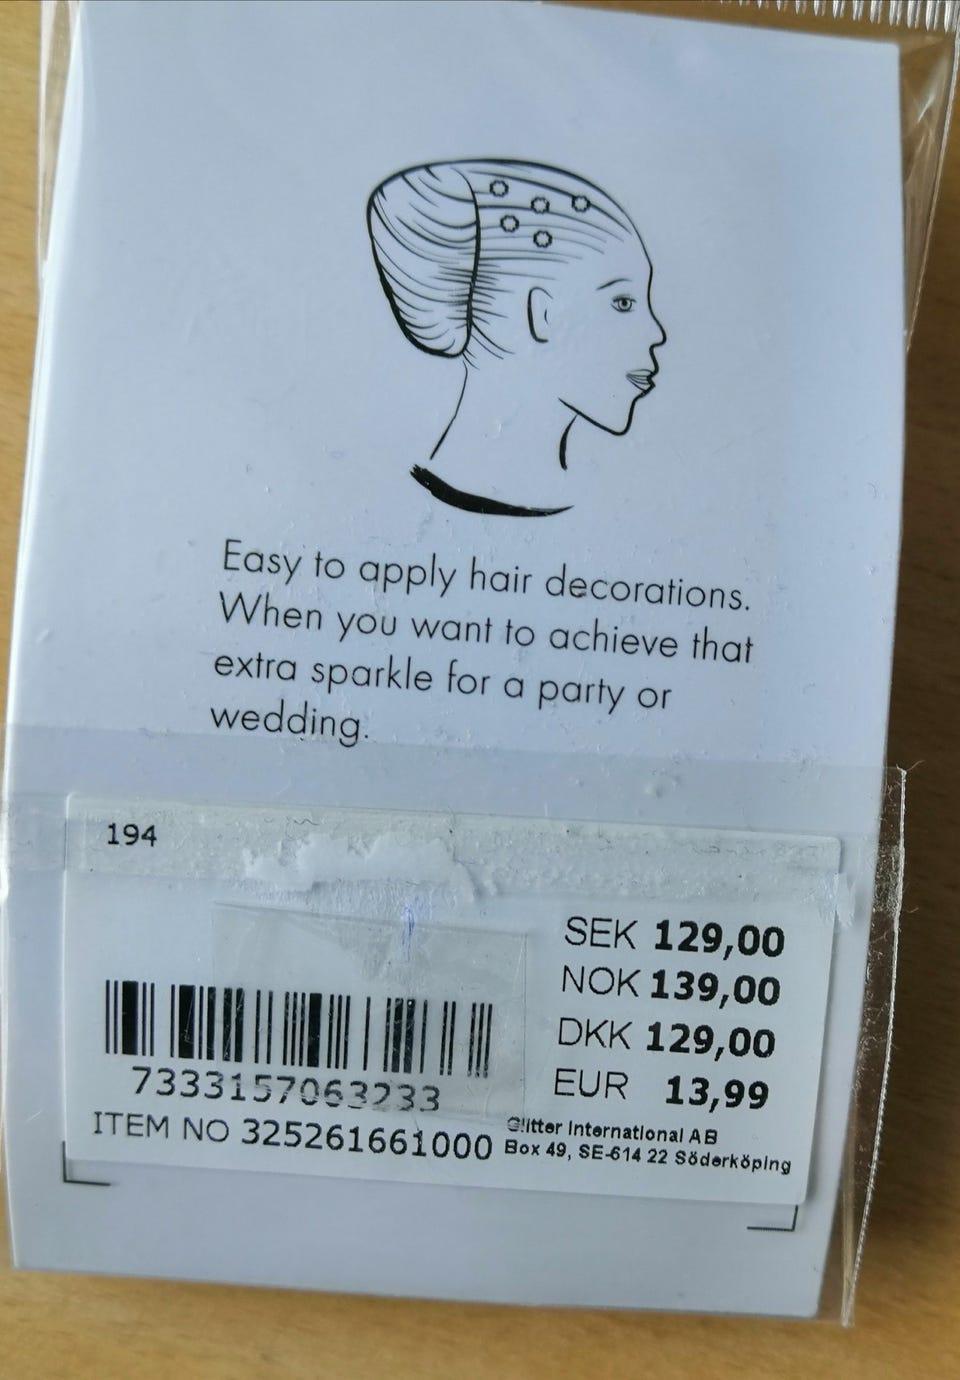 Easy to apply hair decorations.
When you want to achieve that
extra sparkle for a party or
wedding.
194
SEK 129,00
NOK 139,00
DKK 129,00
EUR 13,99
7333157063233
ITEM NO 325261661000
Glitter International AB
Box 49, SE-614 22 Söderköping